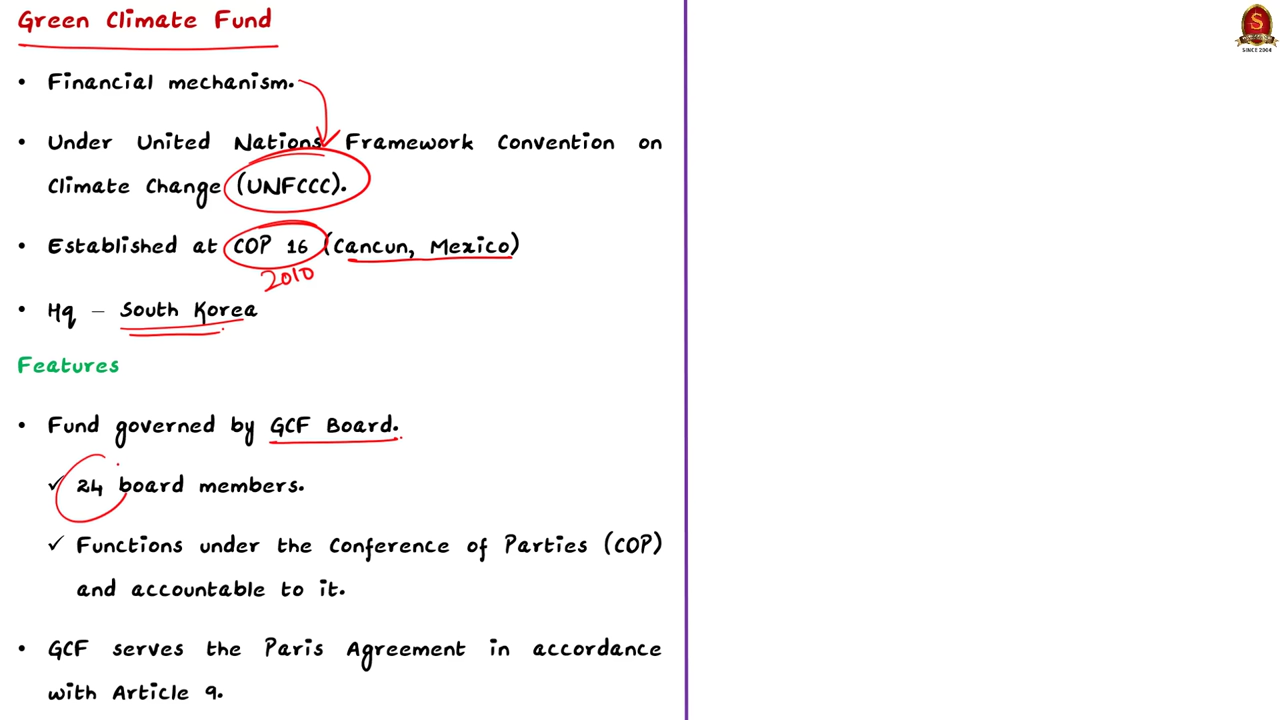 Green Climate Fund
• Financial mechanism.
• Under United Nations Framework Convention on
Climate Change (UNFCCC).
• Established at COP 16 (Cancun, Mexico)
2010
• Hq – South Korea
Features
• Fund governed by GCF Board.
✓ 24 board members.
✓ Functions under the Conference of Parties (COP)
and accountable to it.
• GCF serves the Paris Agreement in accordance
with Article 9.
S
SINCE 2004